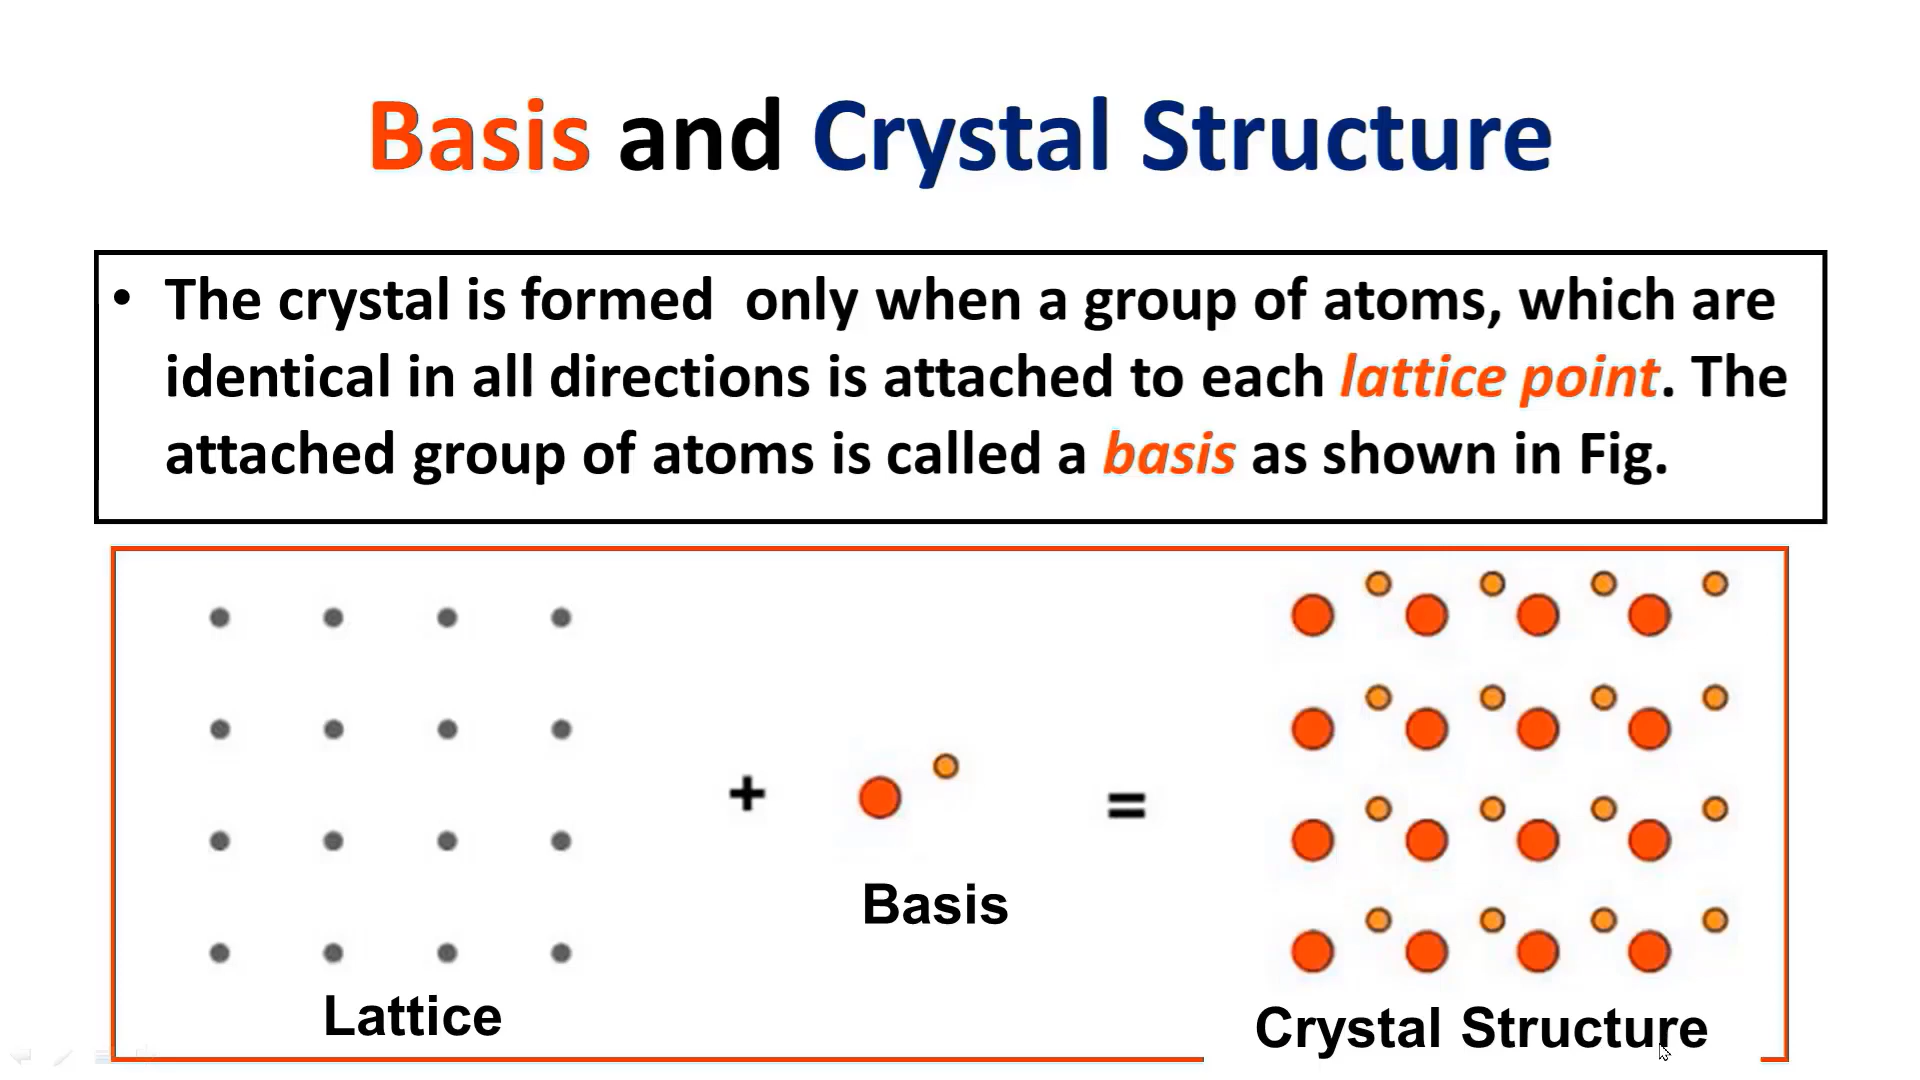 Basis and Crystal Structure
• The crystal is formed  only when a group of atoms, which are
identical in all directions is attached to each lattice point. The
attached group of atoms is called a basis as shown in Fig.
+
=
Basis
Lattice
Crystal Structure